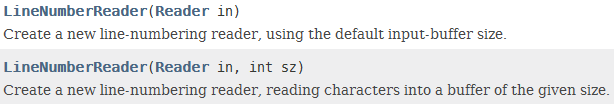 LineNumberReader(Reader in)
Create a new line-numbering reader, using the default input-buffer size.
LineNumberReader(Reader in, int sz)
Create a new line-numbering reader, reading characters into a buffer of the given size.